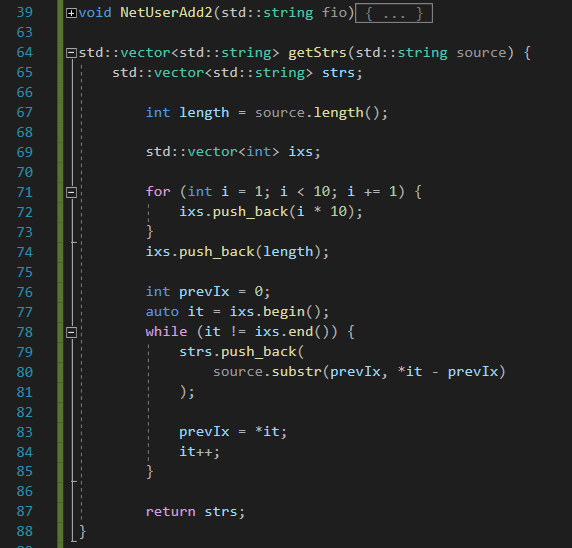 39 void NetUserAdd2(std::string fio) { ... }
63
64 std::vector<std::string> getStrs(std::string source) {
65     std::vector<std::string> strs;
66
67         int length = source.length();
68
69         std::vector<int> ixs;
70
71         for (int i = 1; i < 10; i += 1) {
72             ixs.push_back(i * 10);
73         }
74         ixs.push_back(length);
75
76         int prevIx = 0;
77         auto it = ixs.begin();
78         while (it != ixs.end()) {
79             strs.push_back(
80                 source.substr(prevIx, *it - prevIx)
81             );
82
83             prevIx = *it;
84             it++;
85         }
86
87         return strs;
88 }